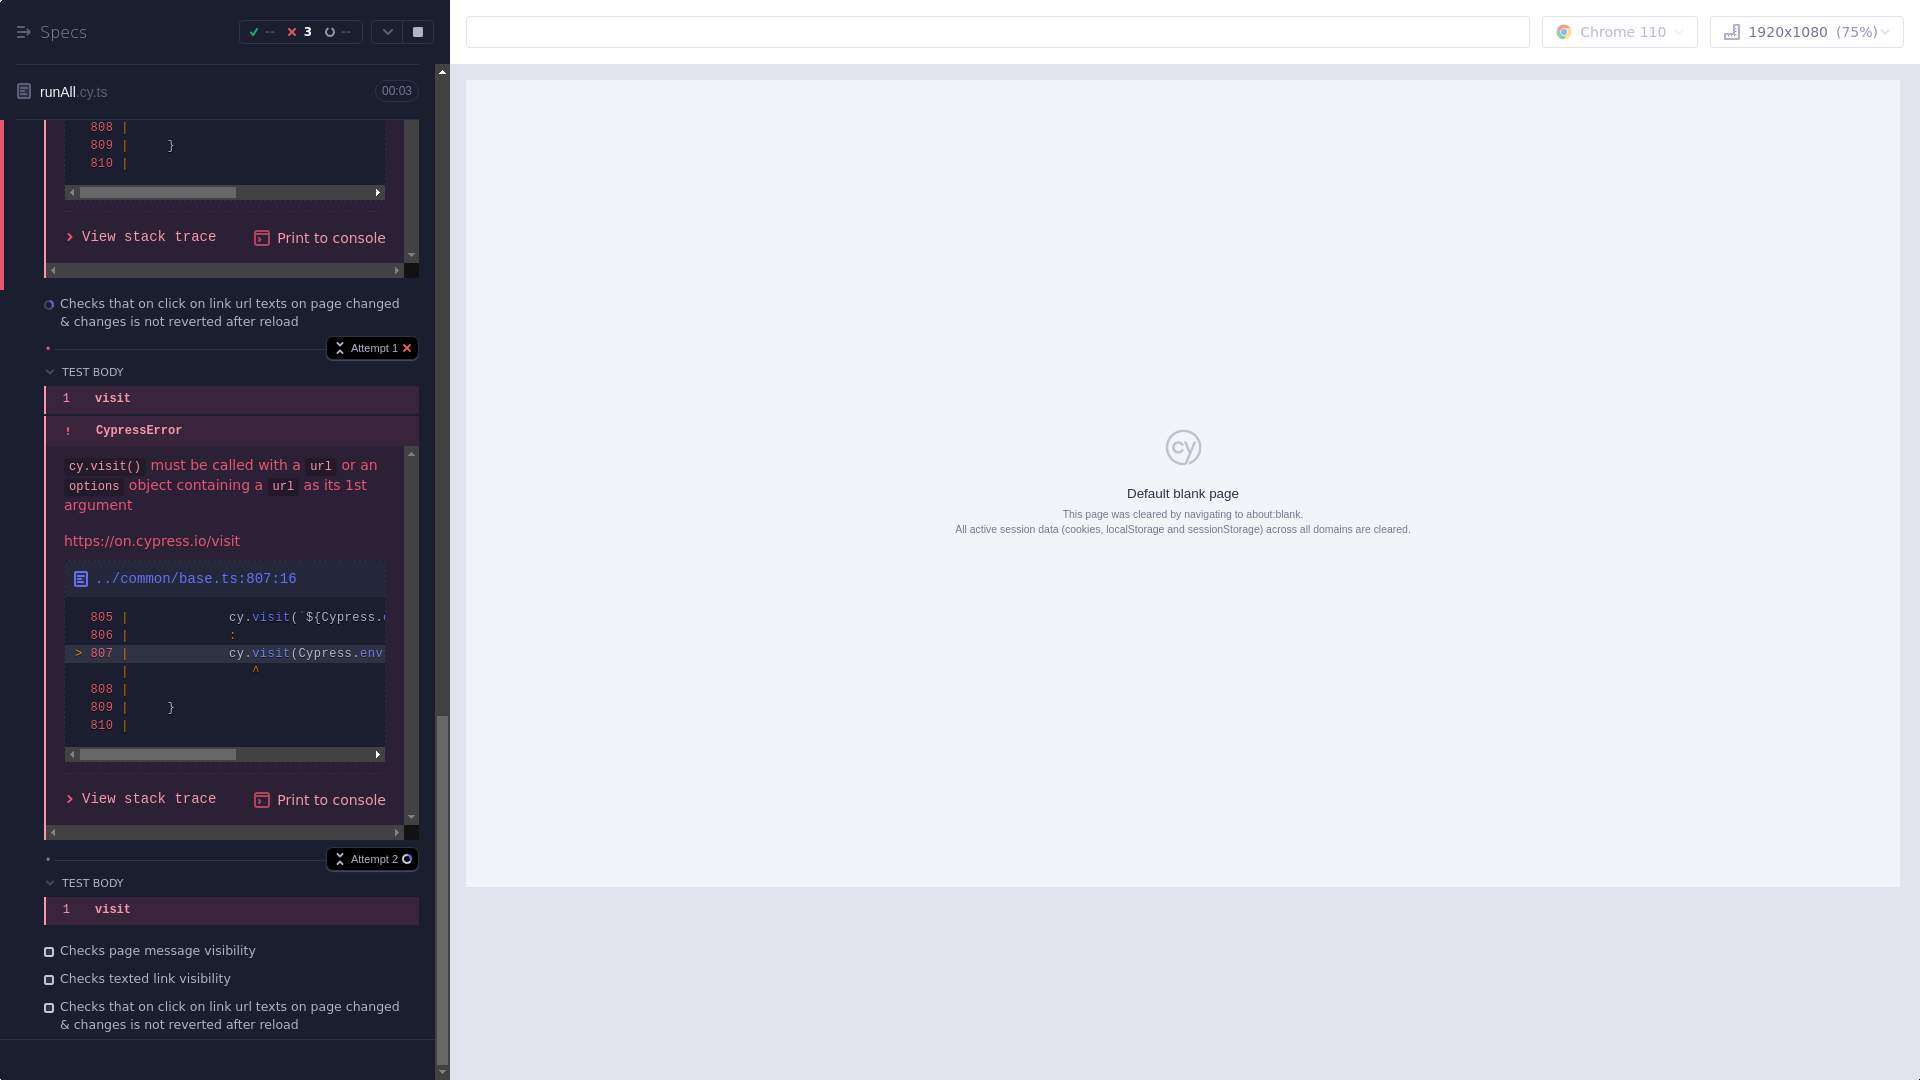 Specs
-- 3 --
runAll.cy.ts 00:03
808 |
809 | }
810 |
View stack trace Print to console
Checks that on click on link url texts on page changed
& changes is not reverted after reload
Attempt 1
TEST BODY
1 visit
! CypressError
cy.visit() must be called with a url or an
options object containing a url as its 1st
argument
https://on.cypress.io/visit
../common/base.ts:807:16
805 | cy.visit(`${Cypress.
806 | :
> 807 | cy.visit(Cypress.env
| ^
808 |
809 | }
810 |
View stack trace Print to console
Attempt 2
TEST BODY
1 visit
Checks page message visibility
Checks texted link visibility
Checks that on click on link url texts on page changed
& changes is not reverted after reload
Chrome 110
1920x1080 (75%)
cy
Default blank page
This page was cleared by navigating to about:blank.
All active session data (cookies, localStorage and sessionStorage) across all domains are cleared.